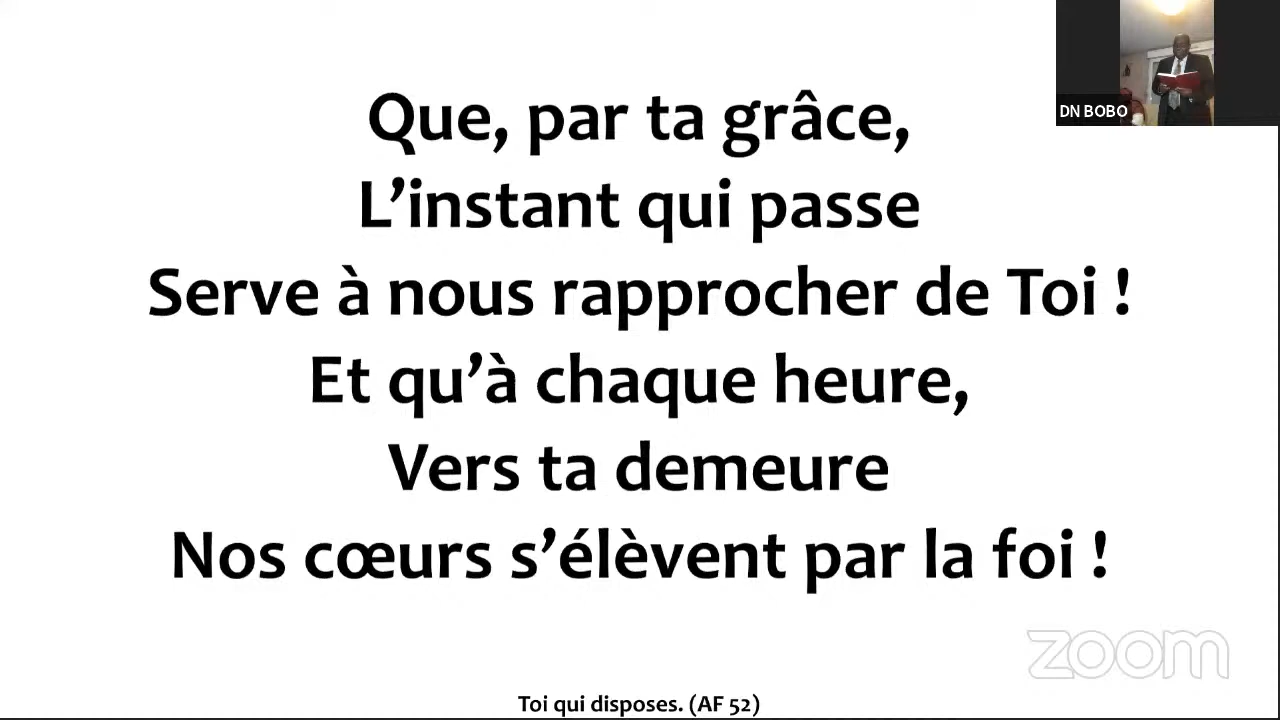 DN BOBO
Que, par ta grâce,
L’instant qui passe
Serve à nous rapprocher de Toi !
Et qu’à chaque heure,
Vers ta demeure
Nos cœurs s’élèvent par la foi !
zoom
Toi qui disposes. (AF 52)